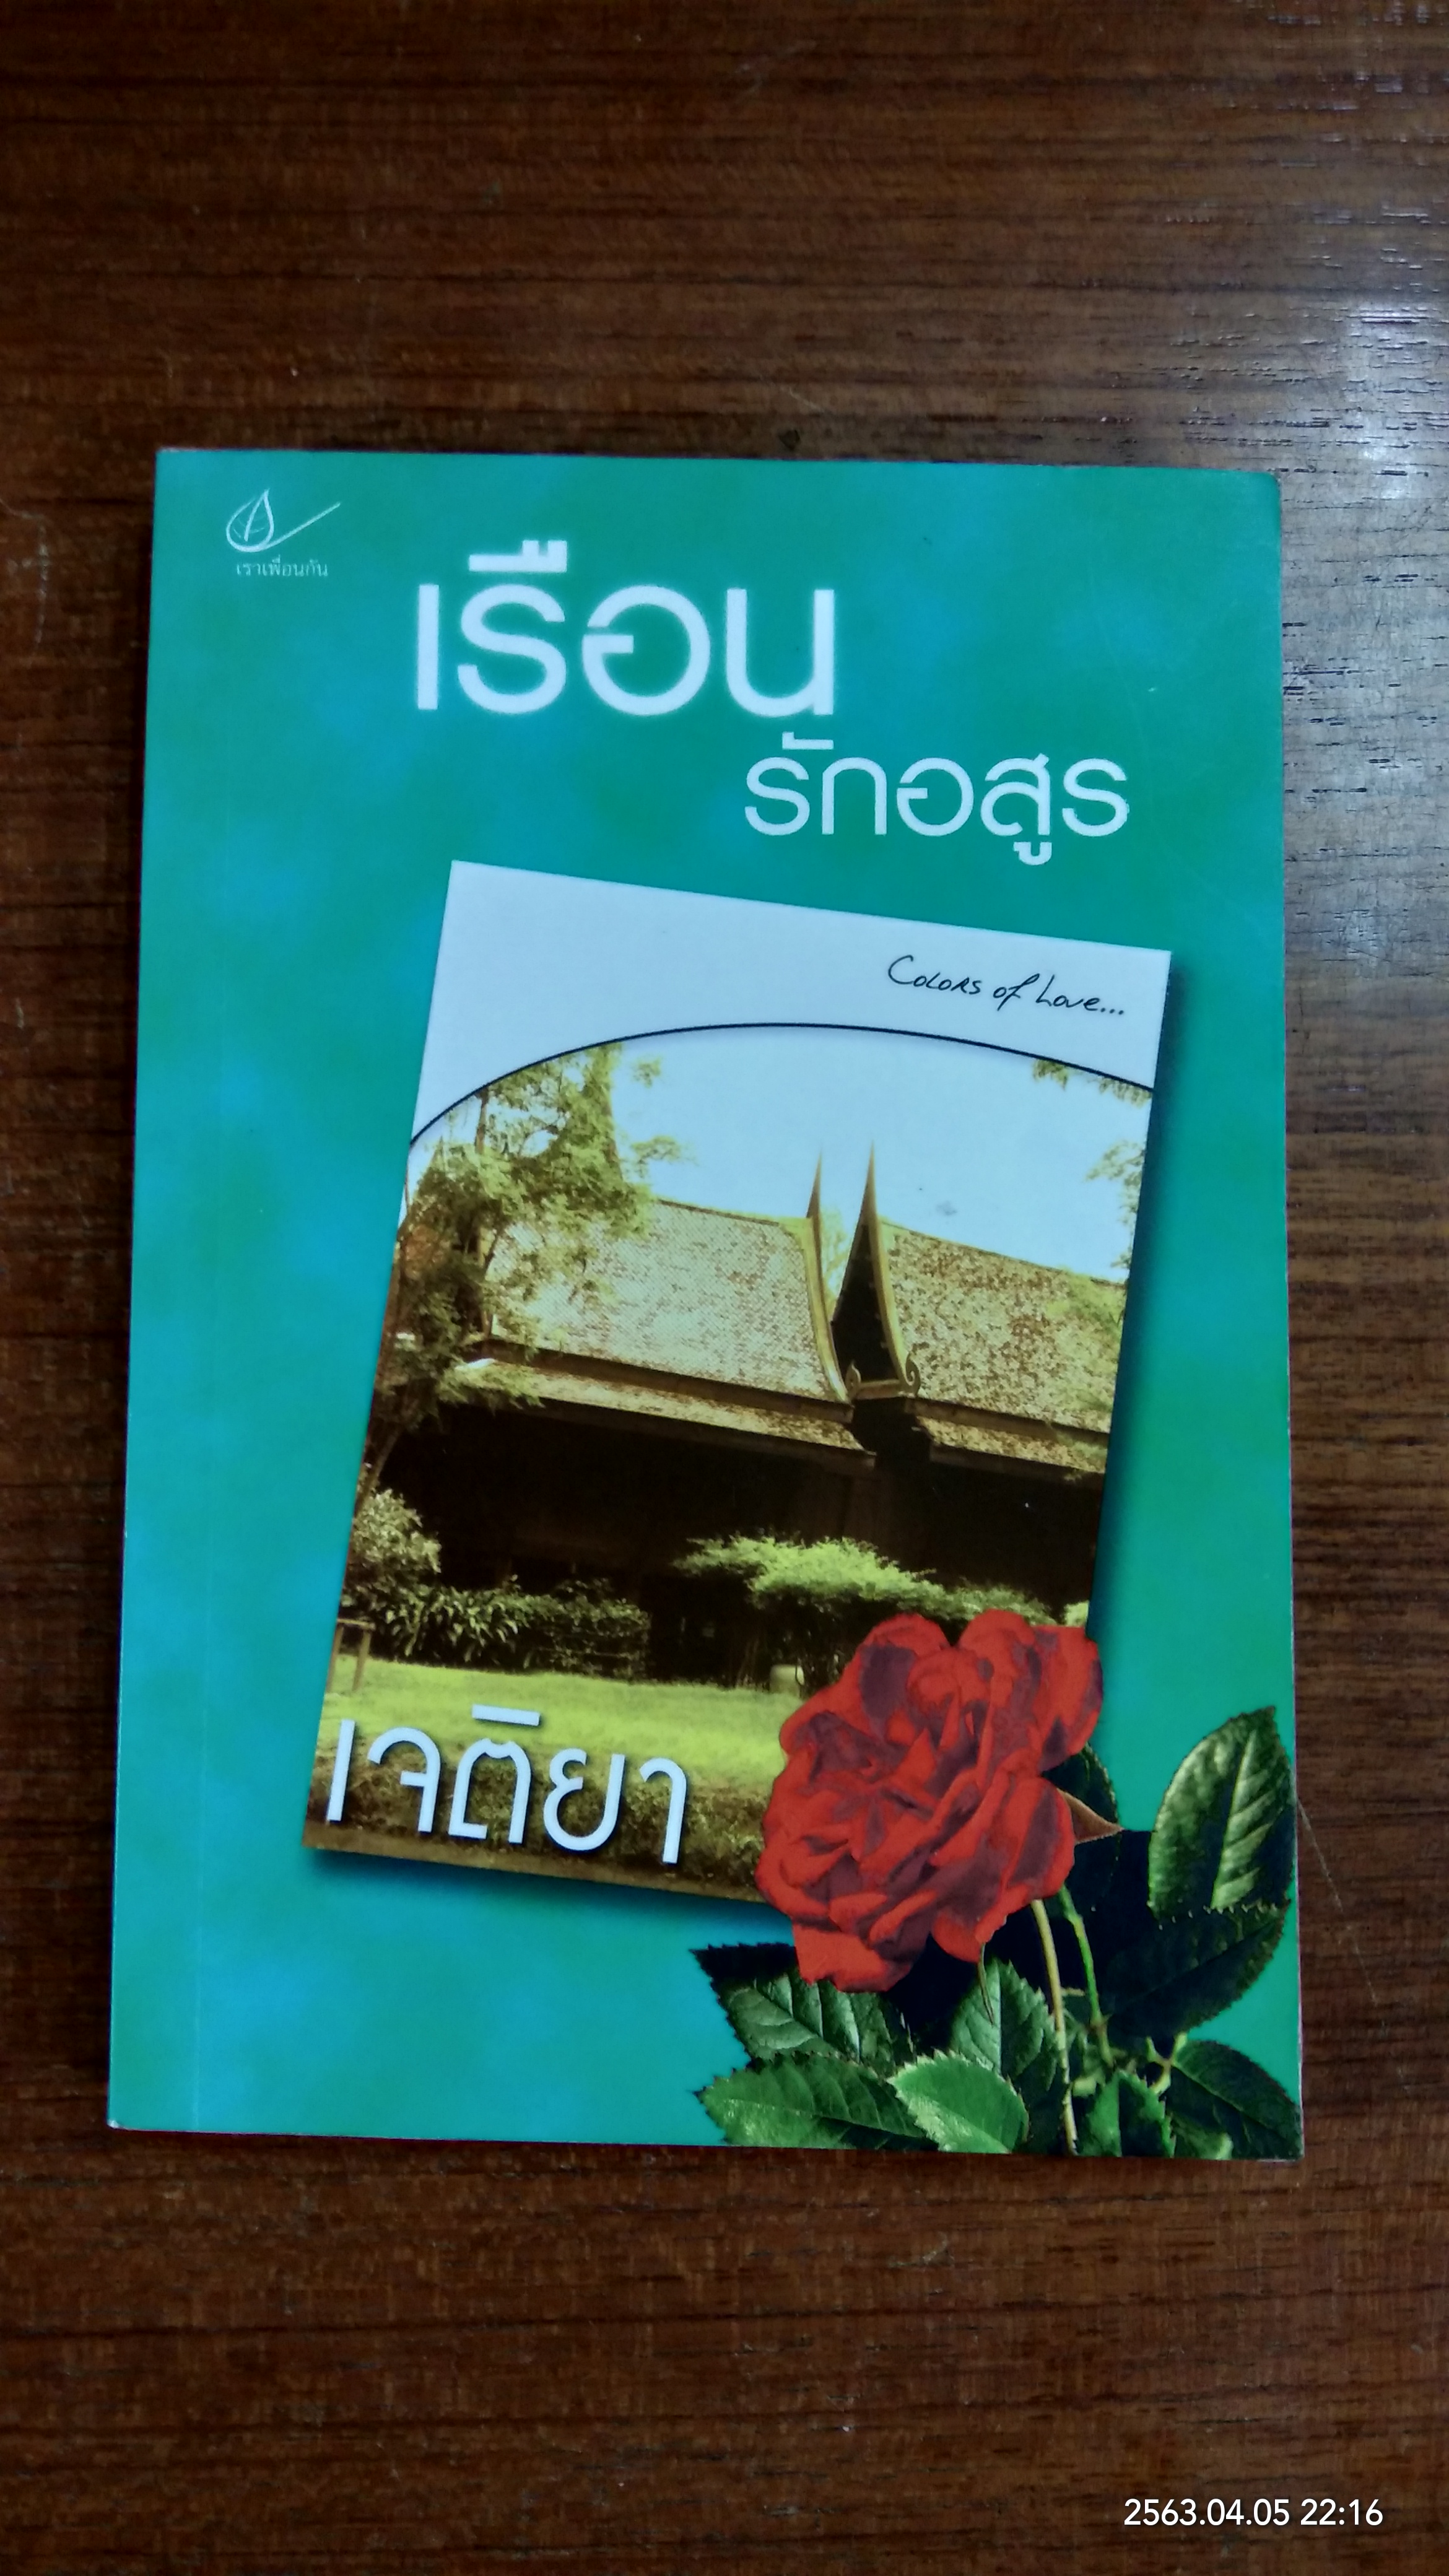 เราเพื่อนกัน
เรือน
รักอสูร
Colors of Love...
เจติยา
2563.04.05 22:16